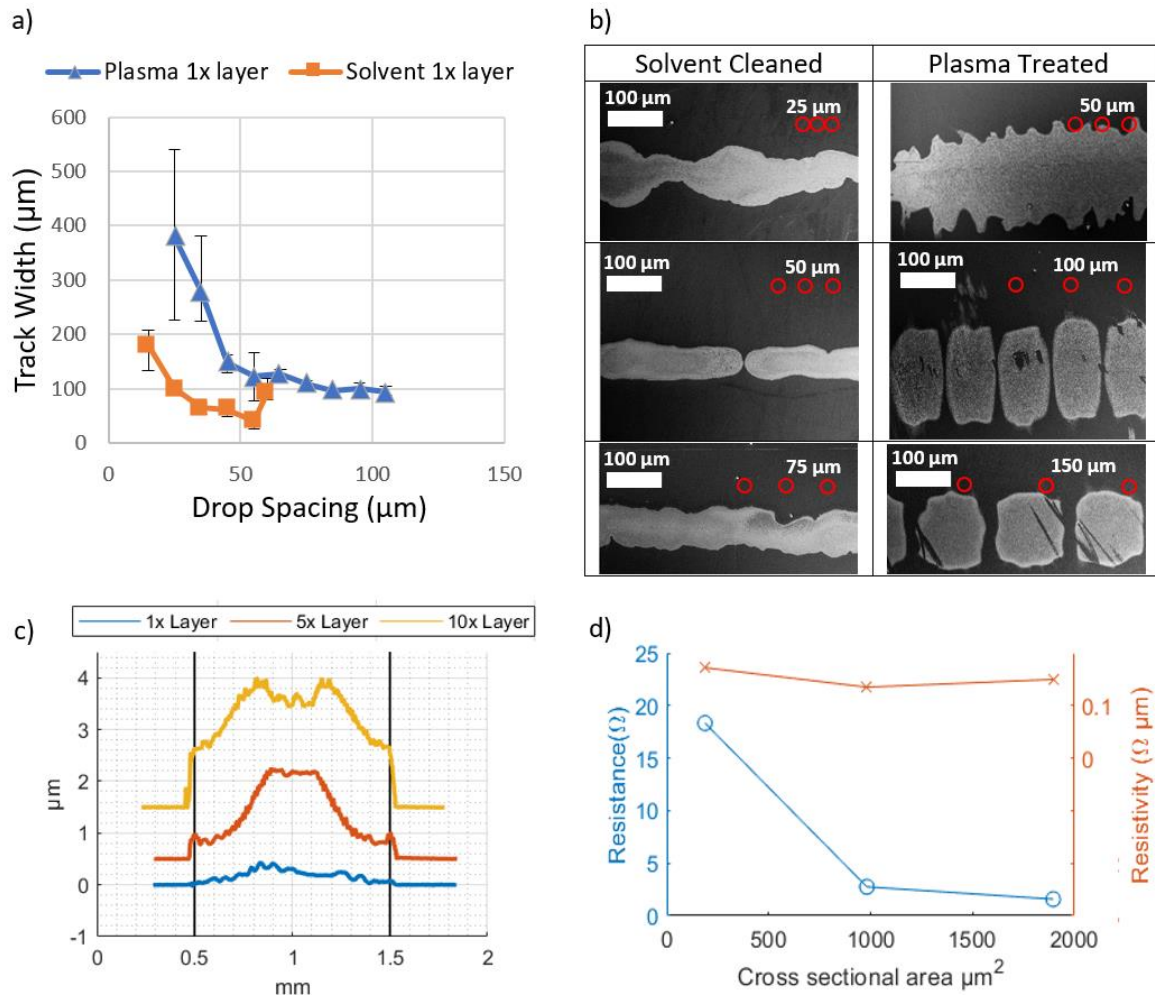 a)
Plasma 1x layer Solvent 1x layer
600
500
400
300
200
100
0
Track Width (µm)
0 50 100 150
Drop Spacing (µm)
b)
Solvent Cleaned Plasma Treated
100 µm 25 µm
50 µm
100 µm 50 µm
100 µm 100 µm
100 µm 75 µm
100 µm 150 µm
c)
1x Layer 5x Layer 10x Layer
4
3
2
1
0
-1
µm
0 0.5 1 1.5 2
mm
d)
25
20
15
10
5
0
Resistance(Ω)
0.1
0
Resistivity (Ω µm)
0 500 1000 1500 2000
Cross sectional area µm²